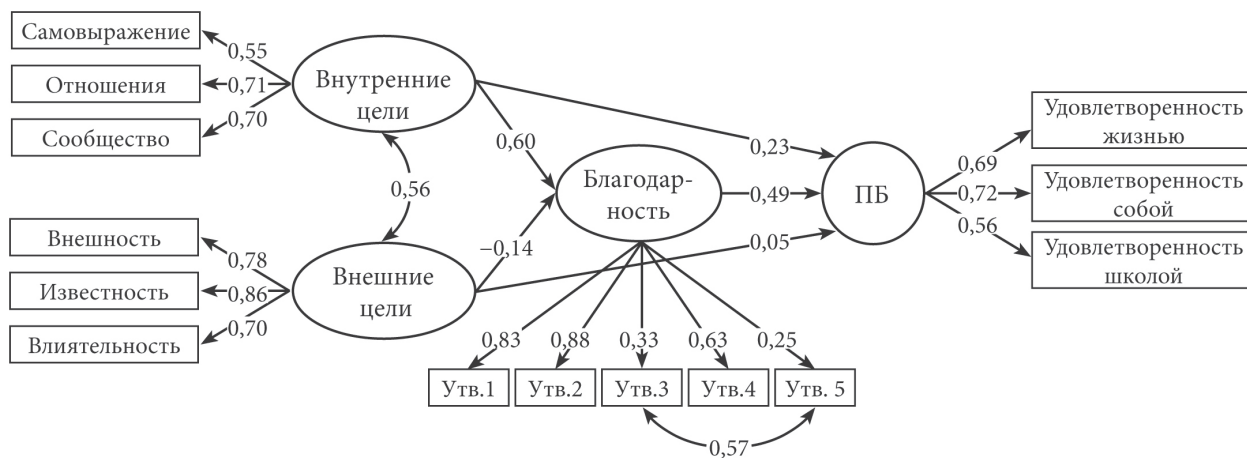 Самовыражение
Отношения
Сообщество
0,55
0,71
0,70
Внутренние
цели
0,60
0,23
0,56
Внешность
Известность
Влиятельность
0,78
0,86
0,70
Внешние
цели
−0,14
0,05
Благодар-
ность
0,49
ПБ
0,69
0,72
0,56
Удовлетворенность
жизнью
Удовлетворенность
собой
Удовлетворенность
школой
0,83
0,88
0,33
0,63
0,25
Утв.1
Утв.2
Утв.3
Утв.4
Утв. 5
0,57